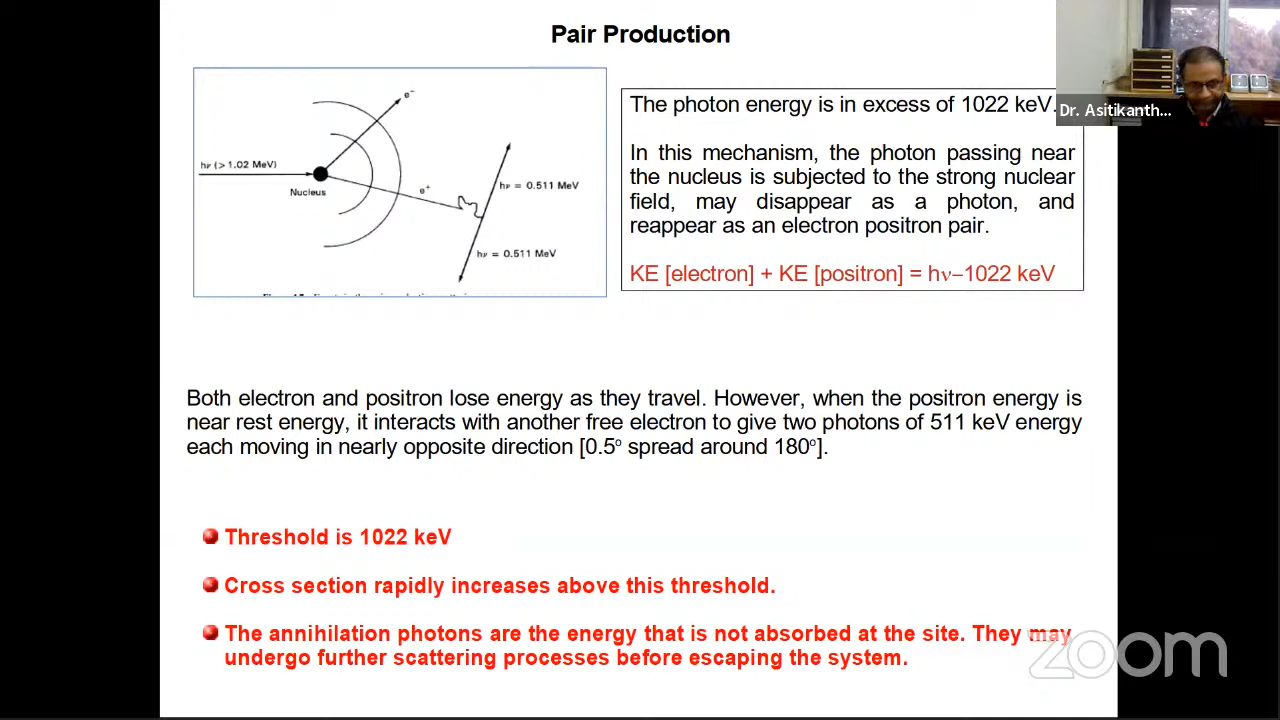 Pair Production
e⁻
hν (> 1.02 MeV)
Nucleus
e⁺
hν = 0.511 MeV
hν = 0.511 MeV
The photon energy is in excess of 1022 keV.
In this mechanism, the photon passing near
the nucleus is subjected to the strong nuclear
field, may disappear as a photon, and
reappear as an electron positron pair.
KE [electron] + KE [positron] = hν–1022 keV
Dr. Asitikanth...
Both electron and positron lose energy as they travel. However, when the positron energy is
near rest energy, it interacts with another free electron to give two photons of 511 keV energy
each moving in nearly opposite direction [0.5° spread around 180°].
Threshold is 1022 keV
Cross section rapidly increases above this threshold.
The annihilation photons are the energy that is not absorbed at the site. They may
undergo further scattering processes before escaping the system.
zoom